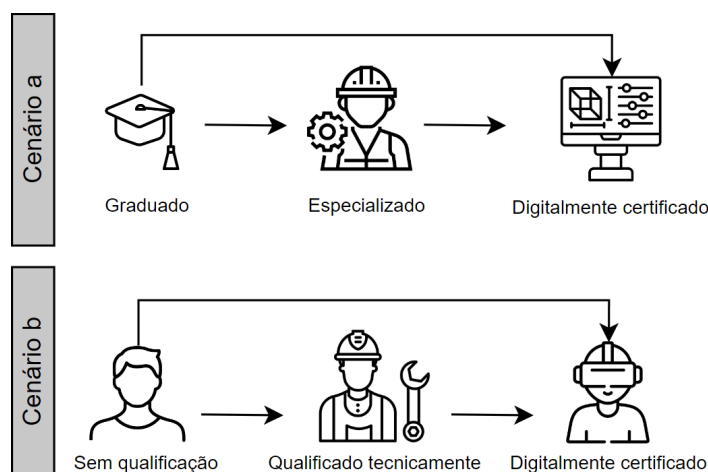 Cenário a
Graduado
Especializado
Digitalmente certificado
Cenário b
Sem qualificação
Qualificado tecnicamente
Digitalmente certificado